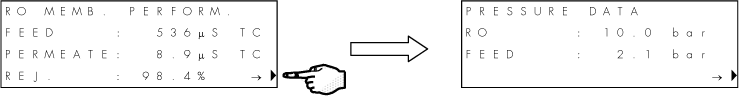 RO MEMB. PERFORM.
FEED : 536µS TC
PERMEATE: 8.9µS TC
REJ. : 98.4% →
PRESSURE DATA
RO : 10.0 bar
FEED : 2.1 bar
→